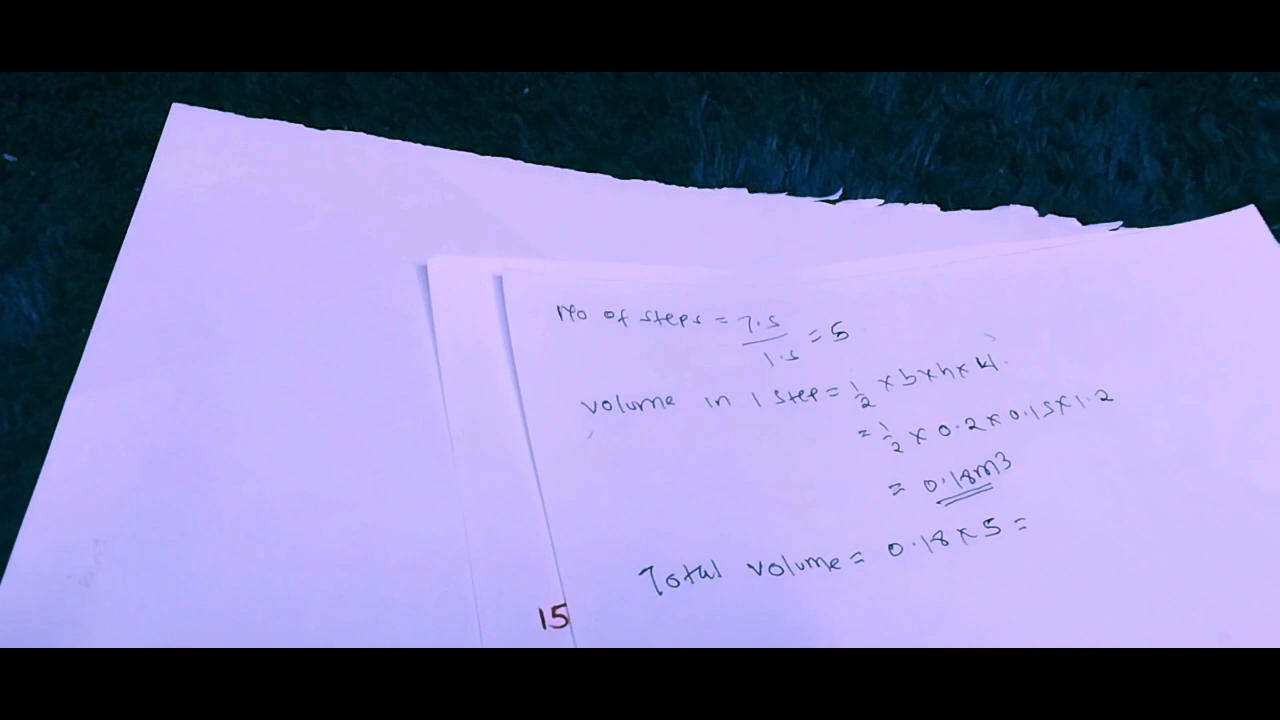 No of steps = 7.5/1.5 = 5
volume in 1 step = 1/2 × b × h × w.
= 1/2 × 0.2 × 0.15 × 1.2
= 0.18m3
Total volume = 0.18 × 5 =
15